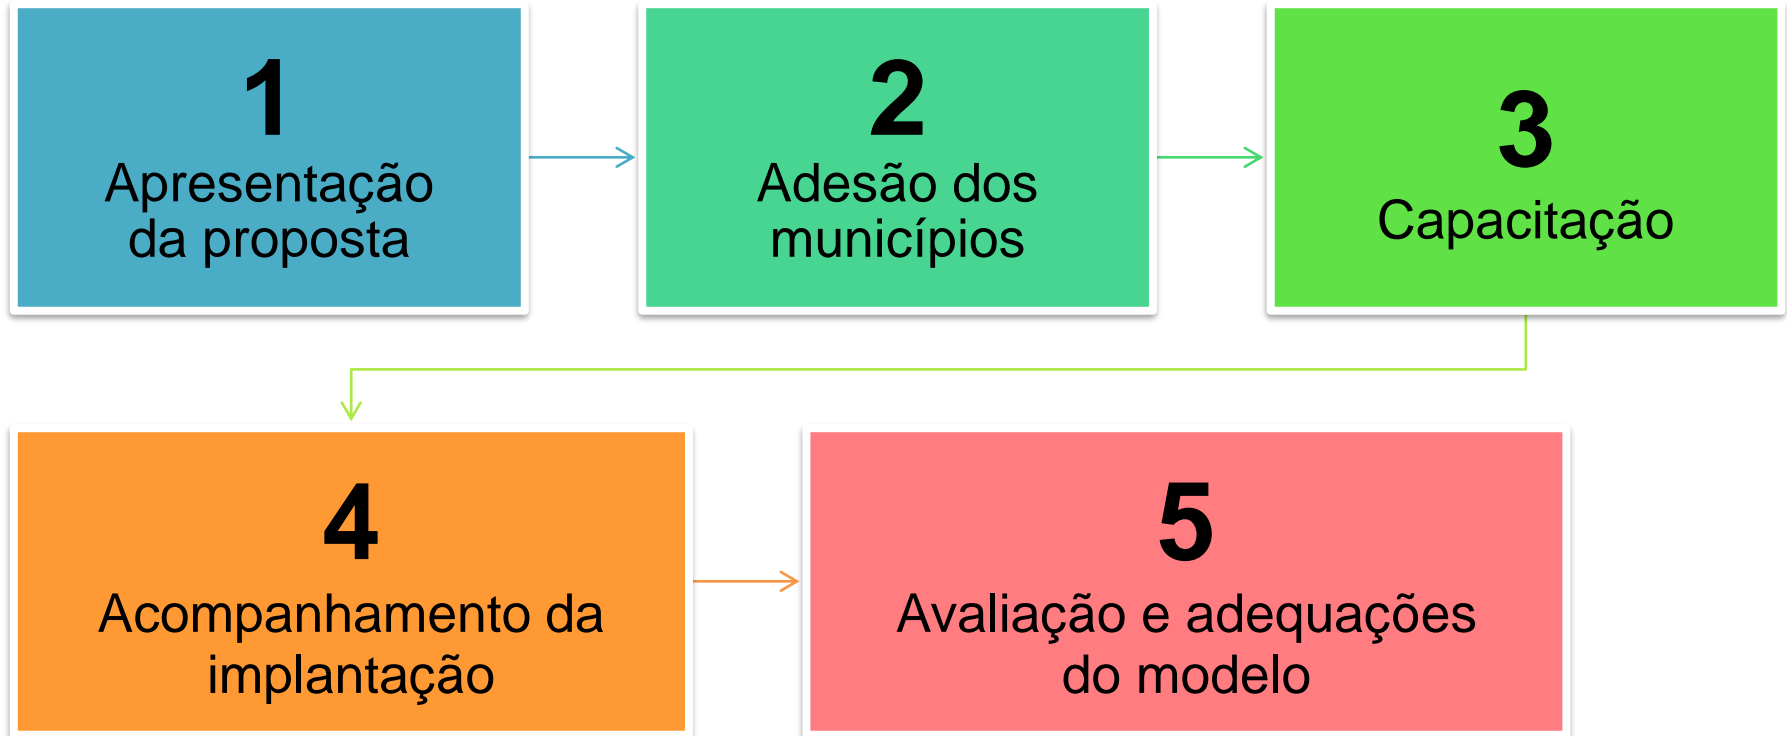 1
Apresentação
da proposta
2
Adesão dos
municípios
3
Capacitação
4
Acompanhamento da
implantação
5
Avaliação e adequações
do modelo